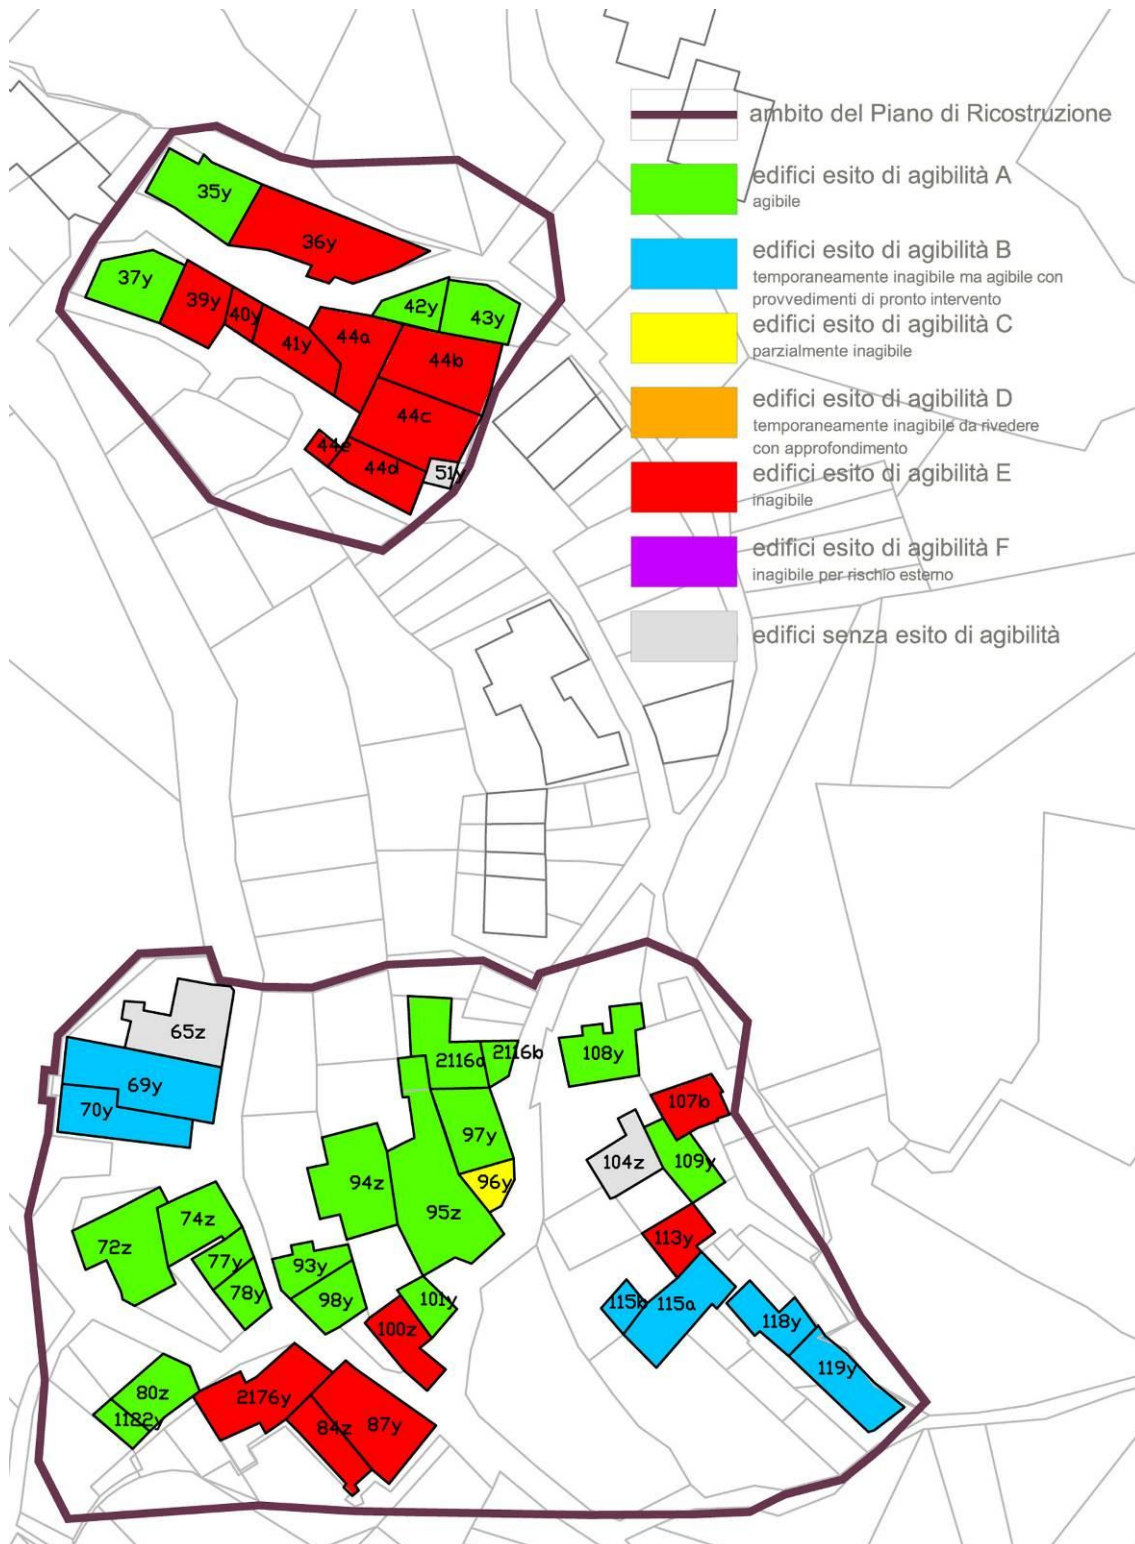 ambito del Piano di Ricostruzione
edifici esito di agibilità A
agibile
edifici esito di agibilità B
temporaneamente inagibile ma agibile con
provvedimenti di pronto intervento
edifici esito di agibilità C
parzialmente inagibile
edifici esito di agibilità D
temporaneamente inagibile da rivedere
con approfondimento
edifici esito di agibilità E
inagibile
edifici esito di agibilità F
inagibile per rischio esterno
edifici senza esito di agibilità
35y
36y
37y
39y
40y
41y
42y
43y
44a
44b
44c
44e
44d
51y
65z
69y
70y
2116a
2116b
108y
107b
97y
104z
109y
94z
96y
95z
74z
72z
77y
78y
93y
98y
101y
100z
113y
115b
115a
118y
119y
80z
1122y
2176y
84z
87y